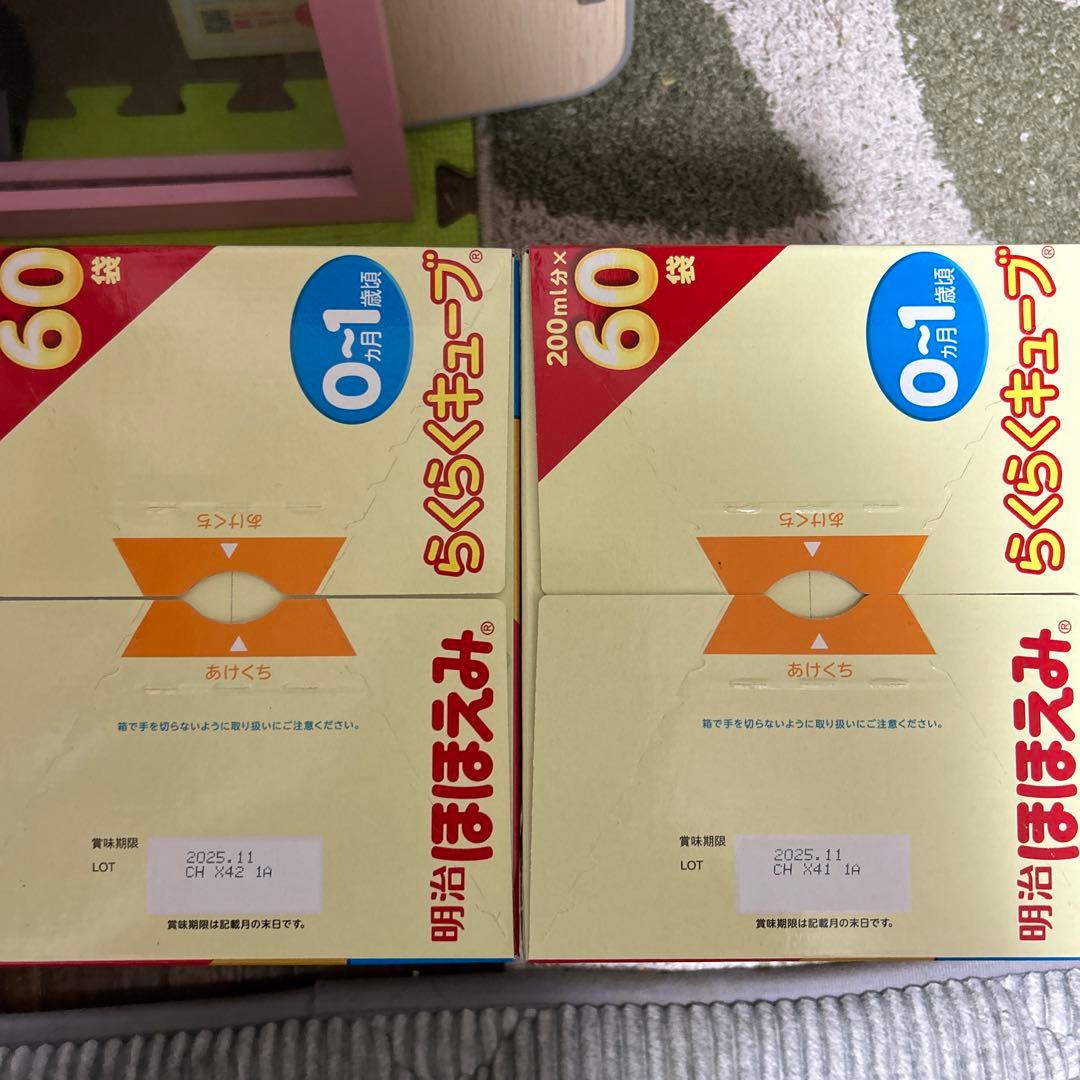 60袋
0ヵ月~1歳頃
らくらくキューブ®
あけくち
あけくち
箱で手を切らないように取り扱いにご注意ください。
明治ほほえみ®
賞味期限
LOT
2025.11
CH X42 1A
賞味期限は記載月の末日です。
200ml分×
60袋
0ヵ月~1歳頃
らくらくキューブ®
あけくち
あけくち
箱で手を切らないように取り扱いにご注意ください。
明治ほほえみ®
賞味期限
LOT
2025.11
CH X41 1A
賞味期限は記載月の末日です。